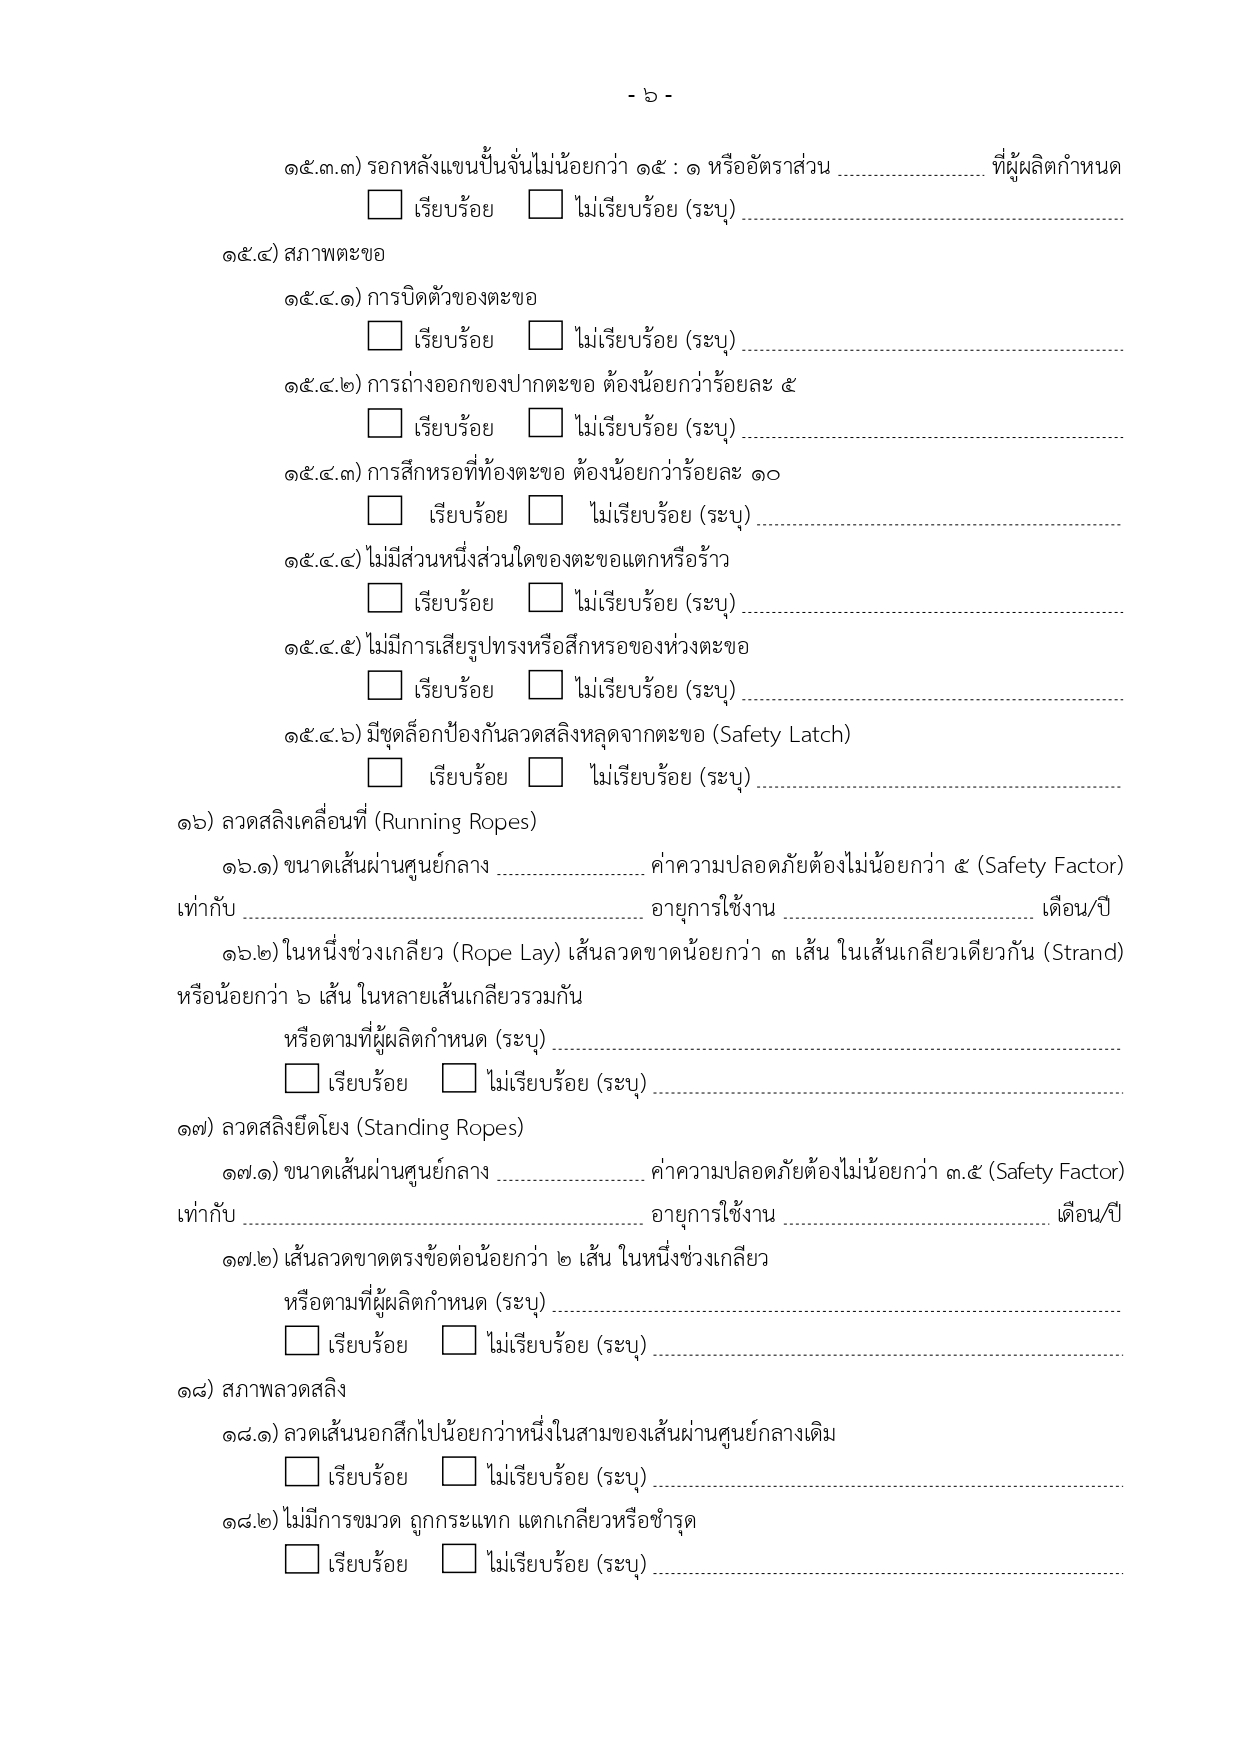 - ๖ -
๑๕.๓.๓) รอกหลังแขนปั้นจั่นไม่น้อยกว่า ๑๕ : ๑ หรืออัตราส่วน ที่ผู้ผลิตกำหนด
เรียบร้อย ไม่เรียบร้อย (ระบุ)
๑๕.๔) สภาพตะขอ
๑๕.๔.๑) การบิดตัวของตะขอ
เรียบร้อย ไม่เรียบร้อย (ระบุ)
๑๕.๔.๒) การถ่างออกของปากตะขอ ต้องน้อยกว่าร้อยละ ๕
เรียบร้อย ไม่เรียบร้อย (ระบุ)
๑๕.๔.๓) การสึกหรอที่ท้องตะขอ ต้องน้อยกว่าร้อยละ ๑๐
เรียบร้อย ไม่เรียบร้อย (ระบุ)
๑๕.๔.๔) ไม่มีส่วนหนึ่งส่วนใดของตะขอแตกหรือร้าว
เรียบร้อย ไม่เรียบร้อย (ระบุ)
๑๕.๔.๕) ไม่มีการเสียรูปทรงหรือสึกหรอของห่วงตะขอ
เรียบร้อย ไม่เรียบร้อย (ระบุ)
๑๕.๔.๖) มีชุดล็อกป้องกันลวดสลิงหลุดจากตะขอ (Safety Latch)
เรียบร้อย ไม่เรียบร้อย (ระบุ)
๑๖) ลวดสลิงเคลื่อนที่ (Running Ropes)
๑๖.๑) ขนาดเส้นผ่านศูนย์กลาง ค่าความปลอดภัยต้องไม่น้อยกว่า ๕ (Safety Factor)
เท่ากับ อายุการใช้งาน เดือน/ปี
๑๖.๒) ในหนึ่งช่วงเกลียว (Rope Lay) เส้นลวดขาดน้อยกว่า ๓ เส้น ในเส้นเกลียวเดียวกัน (Strand)
หรือน้อยกว่า ๖ เส้น ในหลายเส้นเกลียวรวมกัน
หรือตามที่ผู้ผลิตกำหนด (ระบุ)
เรียบร้อย ไม่เรียบร้อย (ระบุ)
๑๗) ลวดสลิงยึดโยง (Standing Ropes)
๑๗.๑) ขนาดเส้นผ่านศูนย์กลาง ค่าความปลอดภัยต้องไม่น้อยกว่า ๓.๕ (Safety Factor)
เท่ากับ อายุการใช้งาน เดือน/ปี
๑๗.๒) เส้นลวดขาดตรงข้อต่อน้อยกว่า ๒ เส้น ในหนึ่งช่วงเกลียว
หรือตามที่ผู้ผลิตกำหนด (ระบุ)
เรียบร้อย ไม่เรียบร้อย (ระบุ)
๑๘) สภาพลวดสลิง
๑๘.๑) ลวดเส้นนอกสึกไปน้อยกว่าหนึ่งในสามของเส้นผ่านศูนย์กลางเดิม
เรียบร้อย ไม่เรียบร้อย (ระบุ)
๑๘.๒) ไม่มีการขมวด ถูกกระแทก แตกเกลียวหรือชำรุด
เรียบร้อย ไม่เรียบร้อย (ระบุ)